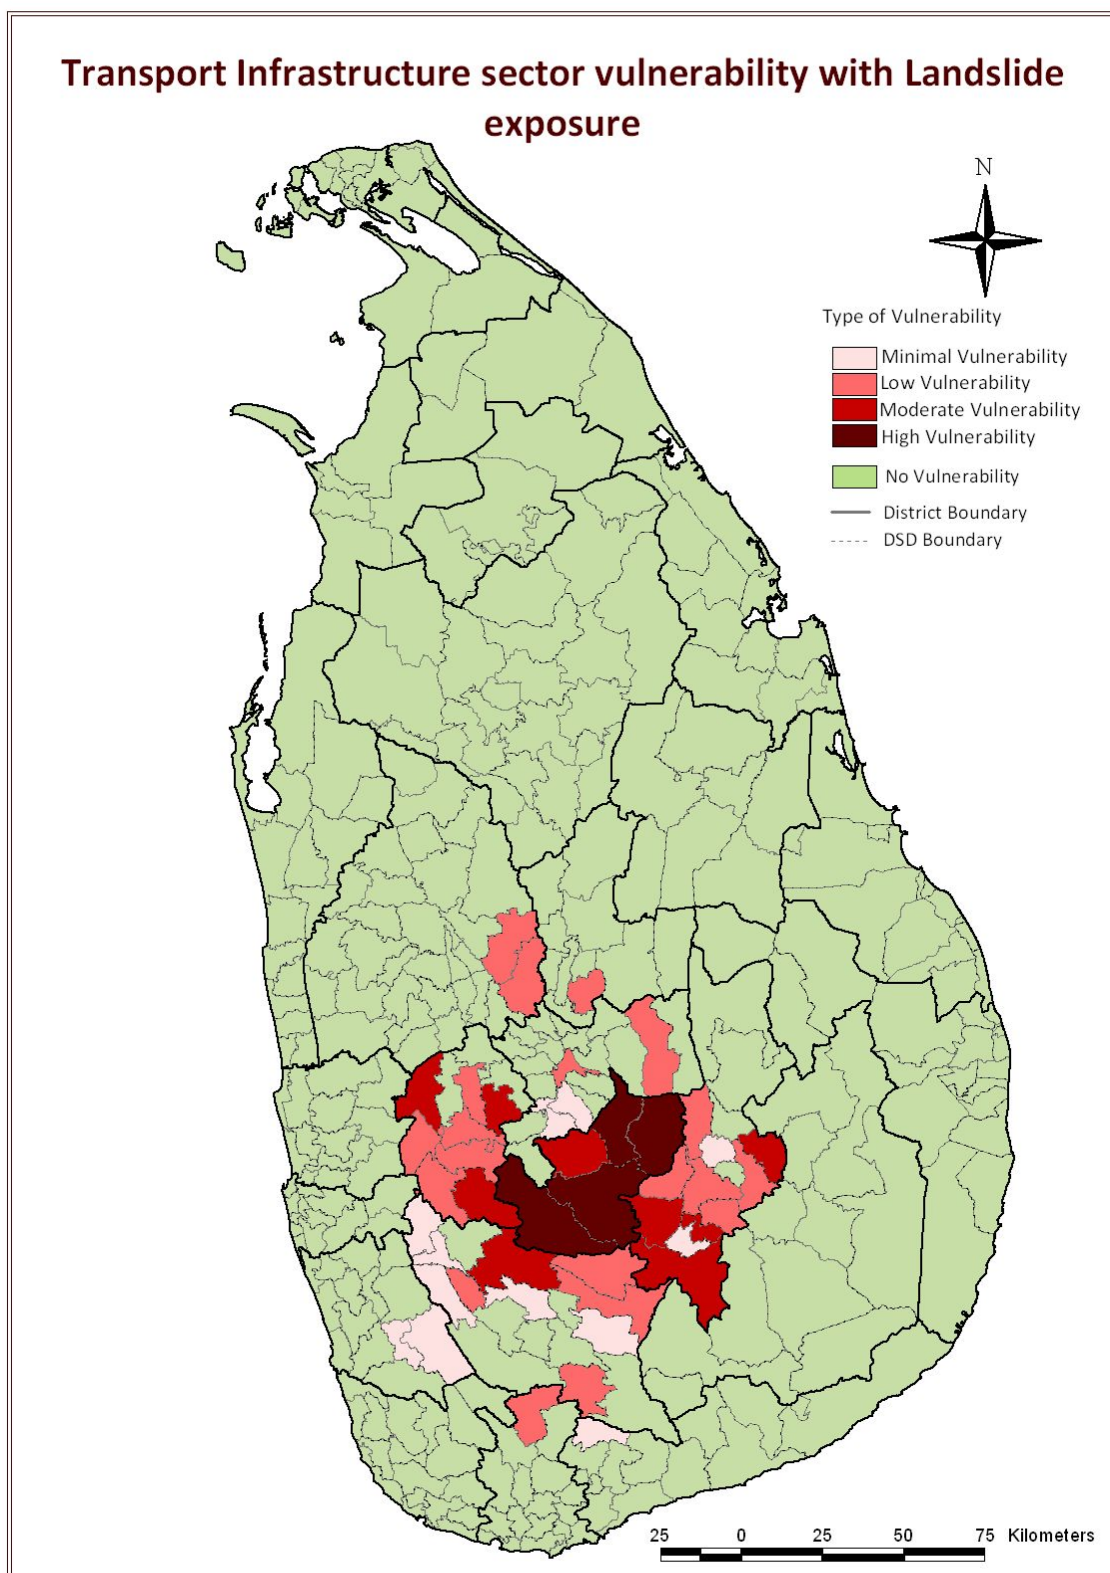 Transport Infrastructure sector vulnerability with Landslide
exposure
N
Type of Vulnerability
Minimal Vulnerability
Low Vulnerability
Moderate Vulnerability
High Vulnerability
No Vulnerability
District Boundary
DSD Boundary
25 0 25 50 75 Kilometers